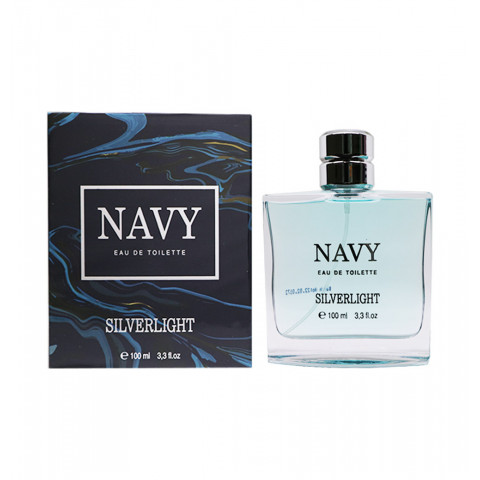 NAVY
EAU DE TOILETTE
SILVERLIGHT
℮ 100 ml 3,3 fl.oz
NAVY
EAU DE TOILETTE
SILVERLIGHT
℮ 100 ml 3,3 fl.oz